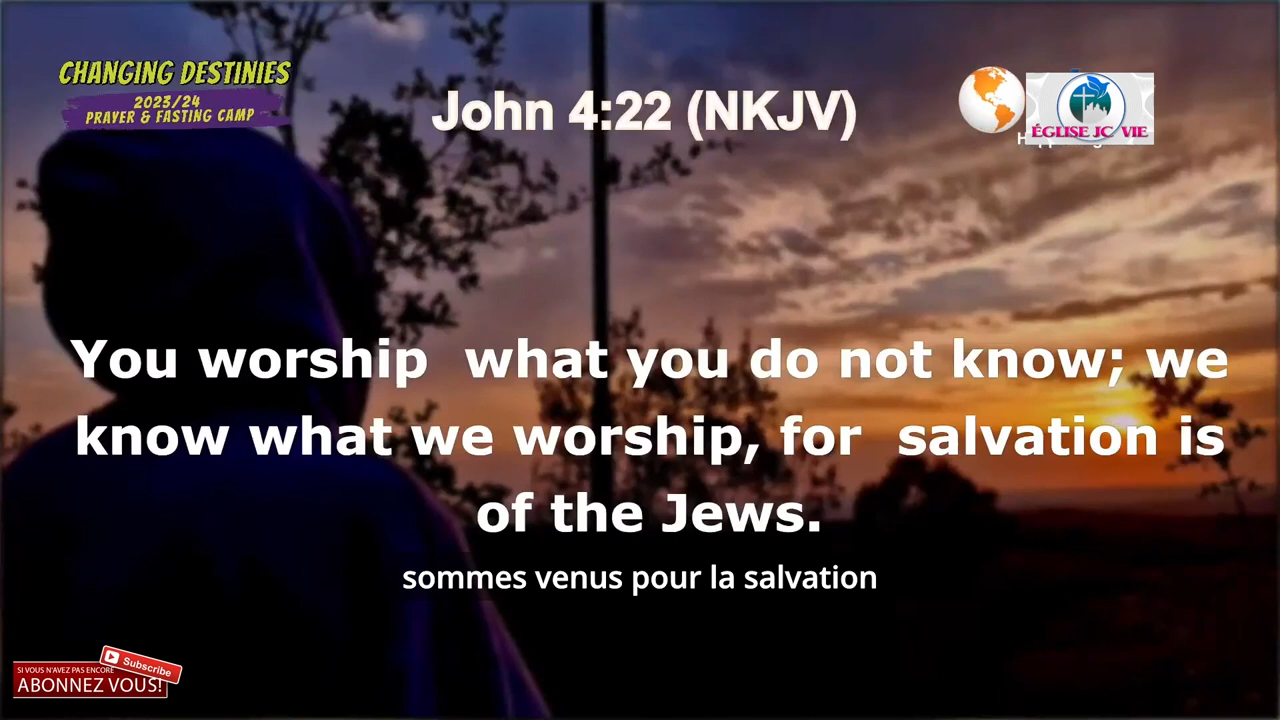 CHANGING DESTINIES
2023/24
PRAYER & FASTING CAMP
John 4:22 (NKJV)
ÉGLISE JC VIE
You worship what you do not know; we
know what we worship, for salvation is
of the Jews.
sommes venus pour la salvation
SI VOUS N'AVEZ PAS ENCORE
Subscribe
ABONNEZ VOUS!